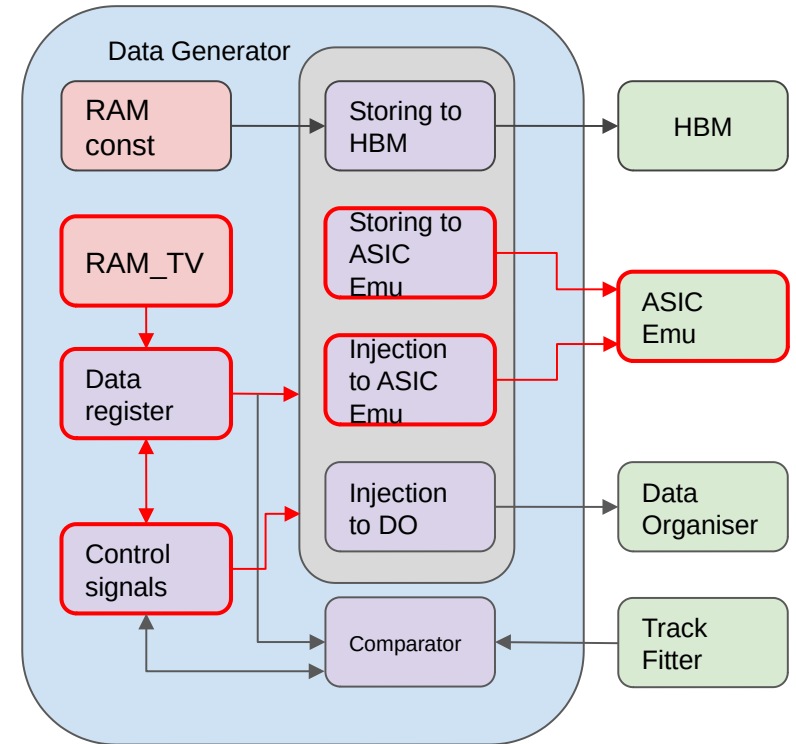 Data Generator
RAM
const
Storing to
HBM
HBM
RAM_TV
Storing to
ASIC
Emu
ASIC
Emu
Data
register
Injection
to ASIC
Emu
Control
signals
Injection
to DO
Data
Organiser
Comparator
Track
Fitter